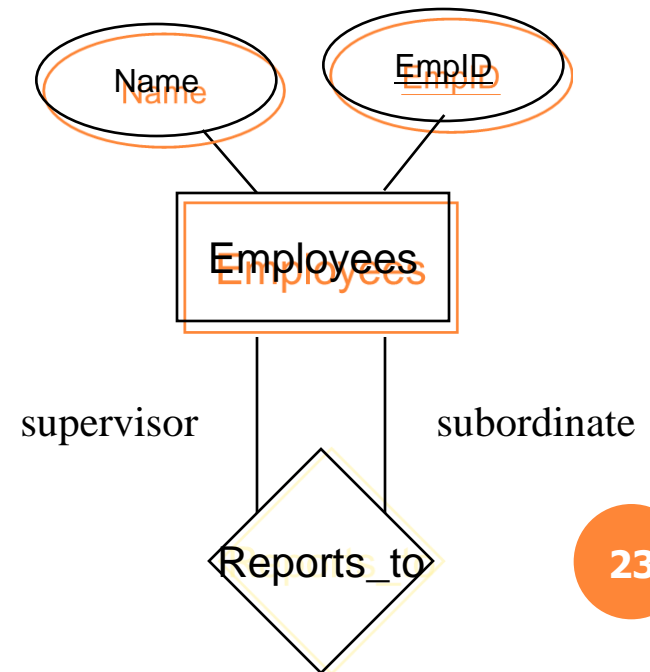 Name
EmpID
Employees
supervisor
subordinate
Reports_to
23